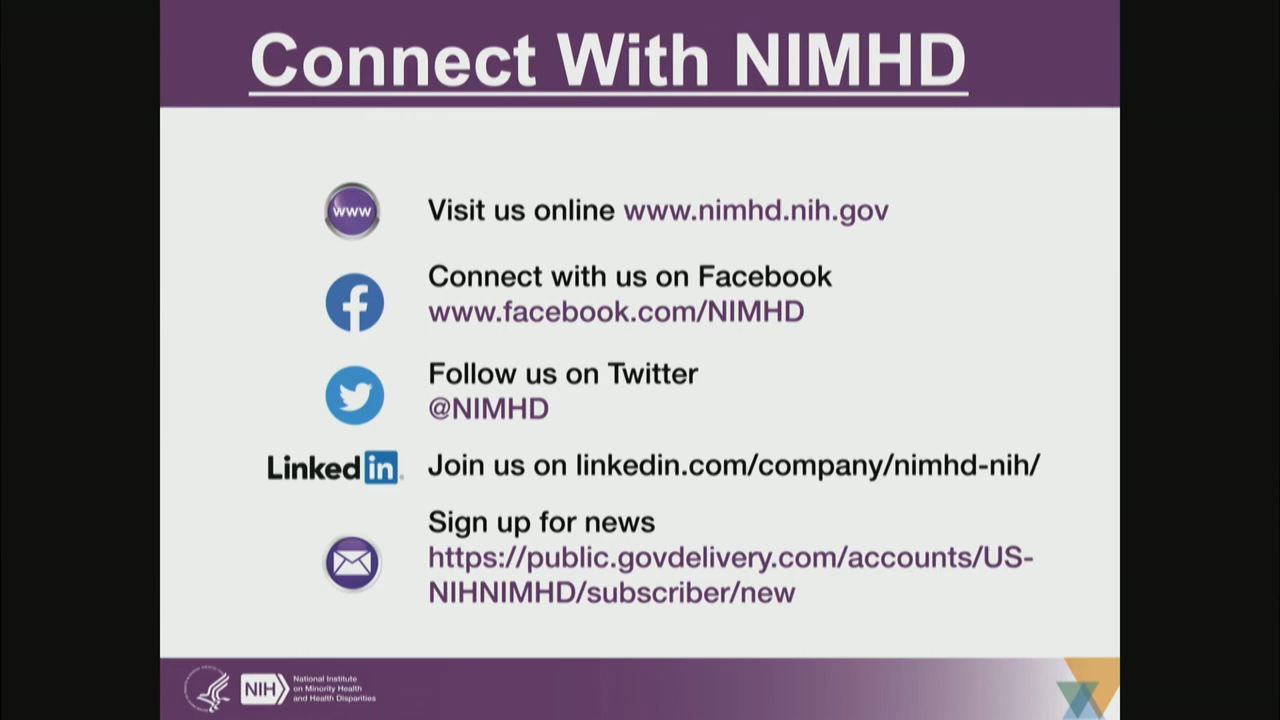 Connect With NIMHD
www
Visit us online www.nimhd.nih.gov
Connect with us on Facebook
www.facebook.com/NIMHD
Follow us on Twitter
@NIMHD
Linked in
Join us on linkedin.com/company/nimhd-nih/
Sign up for news
https://public.govdelivery.com/accounts/US-
NIHNIMHD/subscriber/new
NIH
National Institute
on Minority Health
and Health Disparities